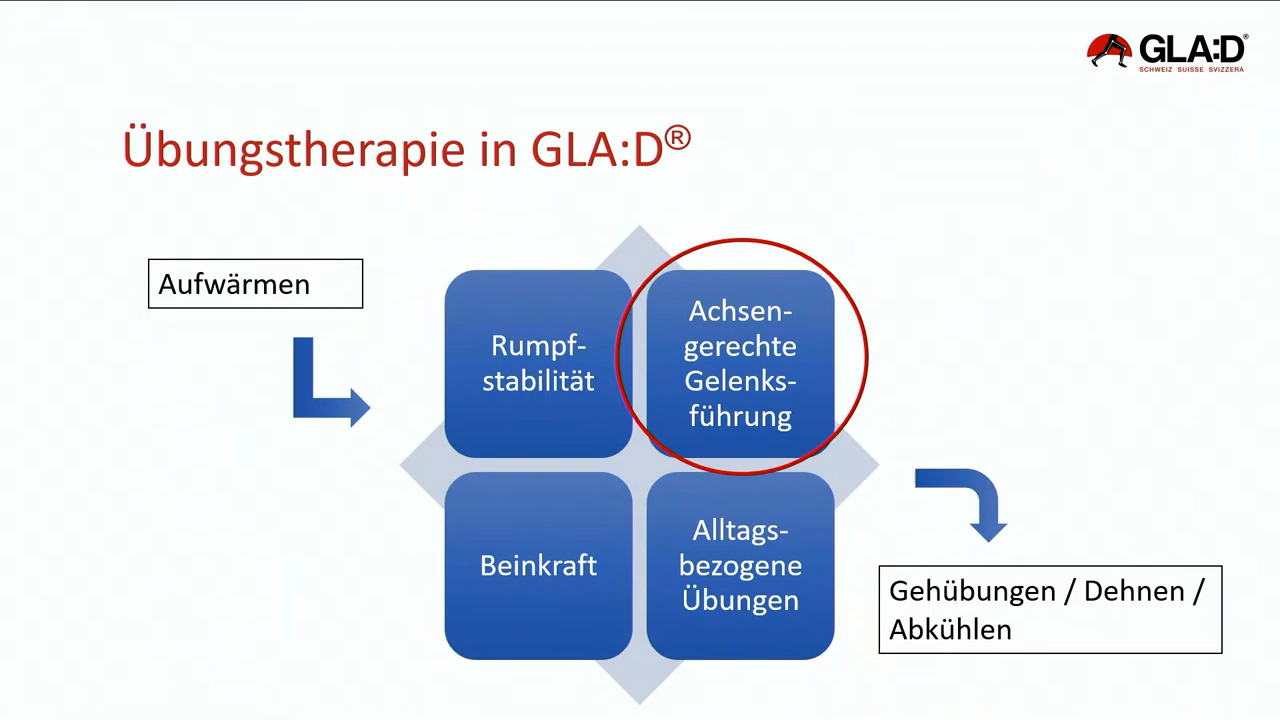 GLA:D®
SCHWEIZ SUISSE SVIZZERA
Übungstherapie in GLA:D®
Aufwärmen
Rumpf-
stabilität
Achsen-
gerechte
Gelenks-
führung
Beinkraft
Alltags-
bezogene
Übungen
Gehübungen / Dehnen /
Abkühlen